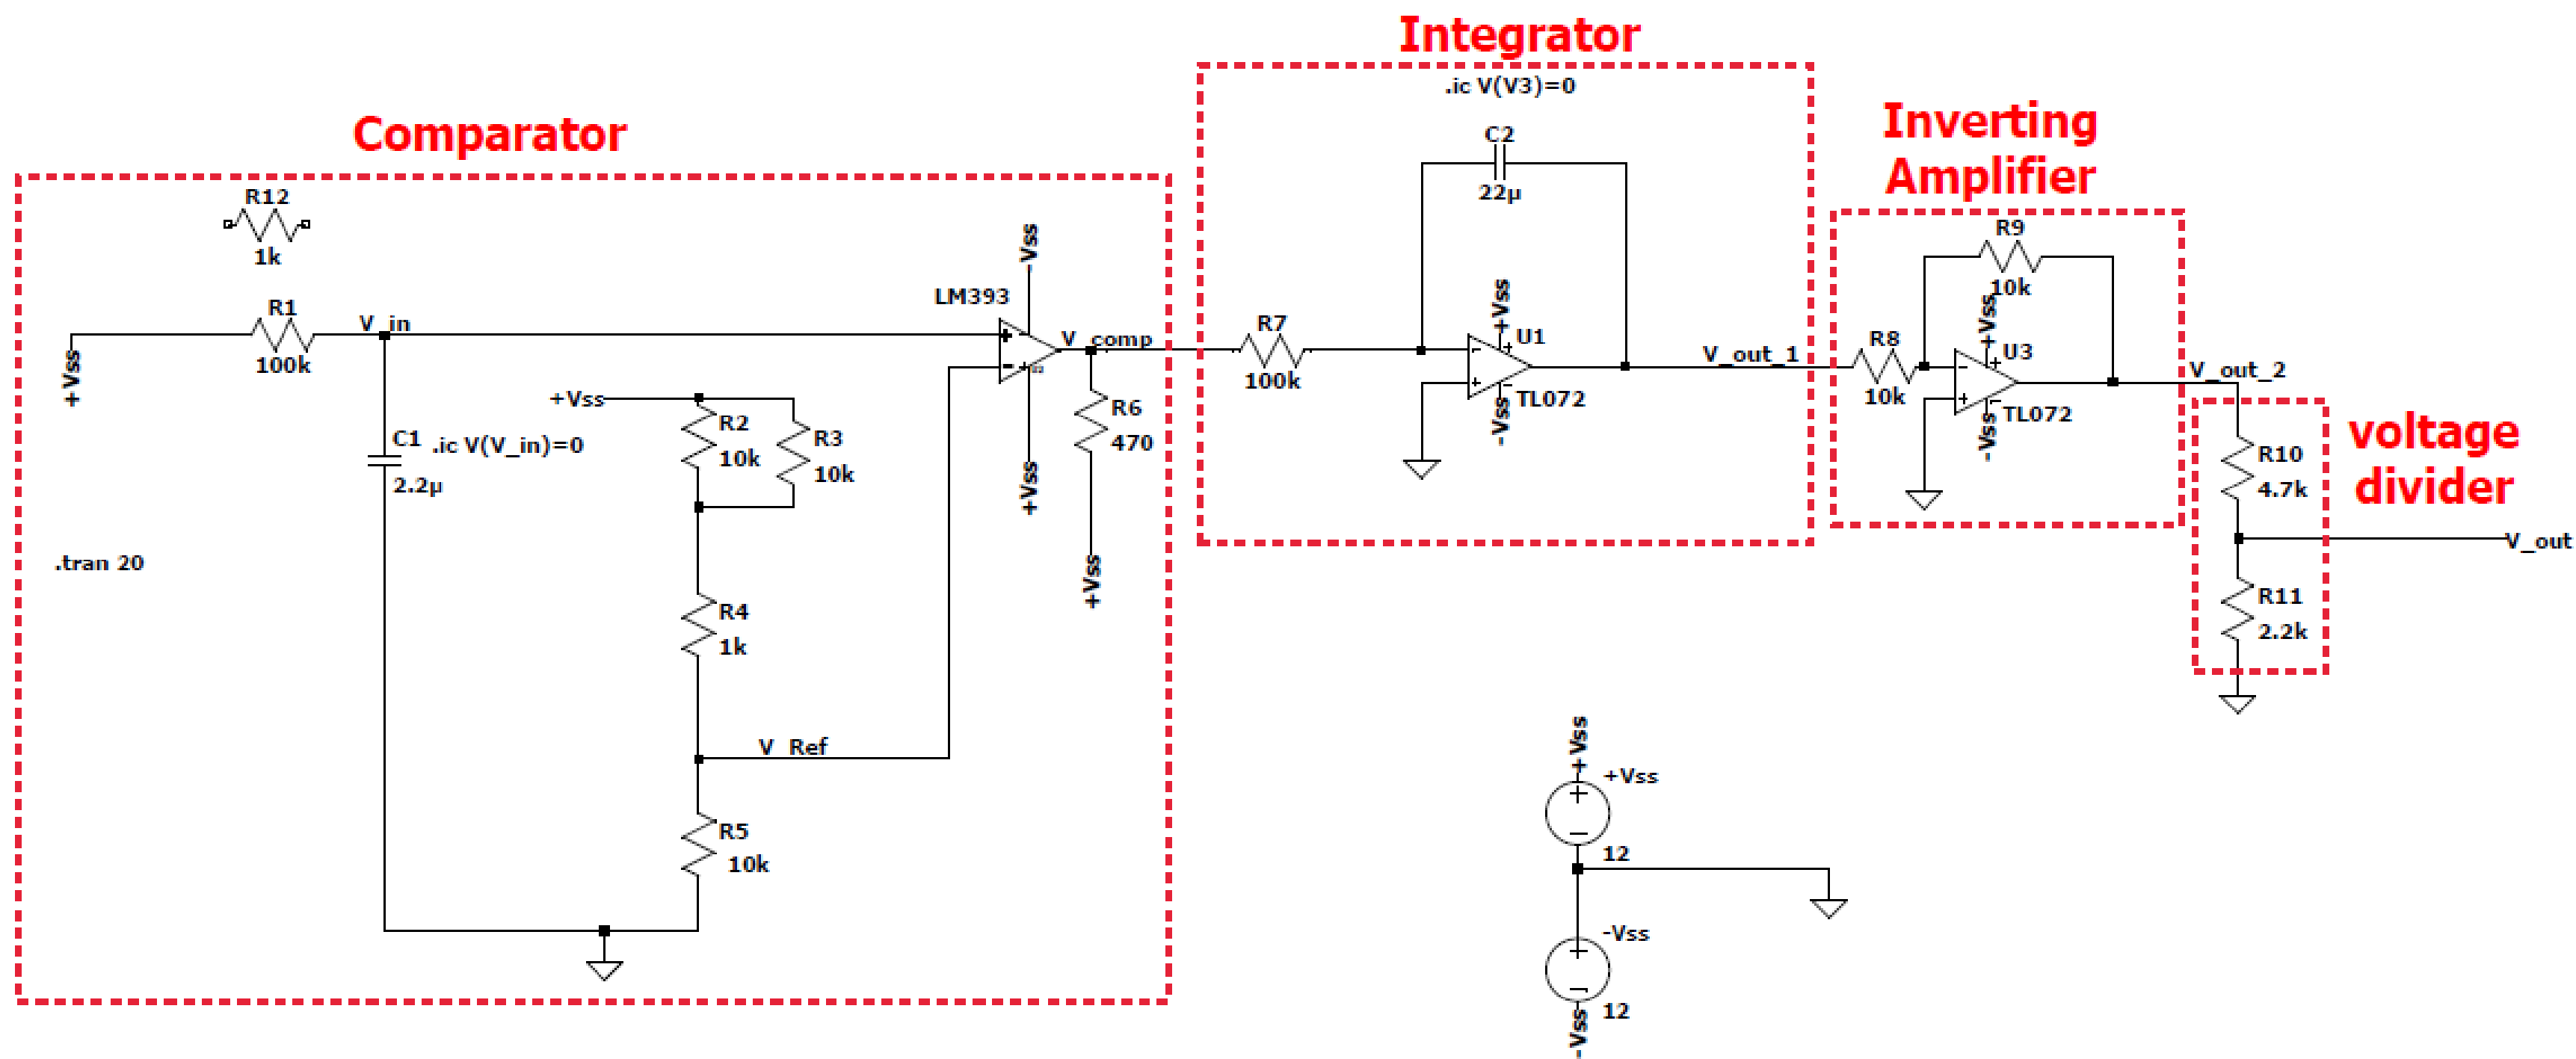 Integrator
.ic V(V3)=0
C2
22µ
Inverting
Amplifier
Comparator
R12
1k
R1
100k
V_in
+Vss
C1
.ic V(V_in)=0
2.2µ
.tran 20
+Vss
R2
10k
R3
10k
R4
1k
V_Ref
R5
10k
-Vss
LM393
+Vss
V_comp
R6
470
+Vss
R7
100k
+Vss
U1
TL072
-Vss
V_out_1
R9
10k
R8
10k
+Vss
U3
TL072
-Vss
V_out_2
voltage
divider
R10
4.7k
V_out
R11
2.2k
+Vss
+Vss
12
-Vss
12
-Vss